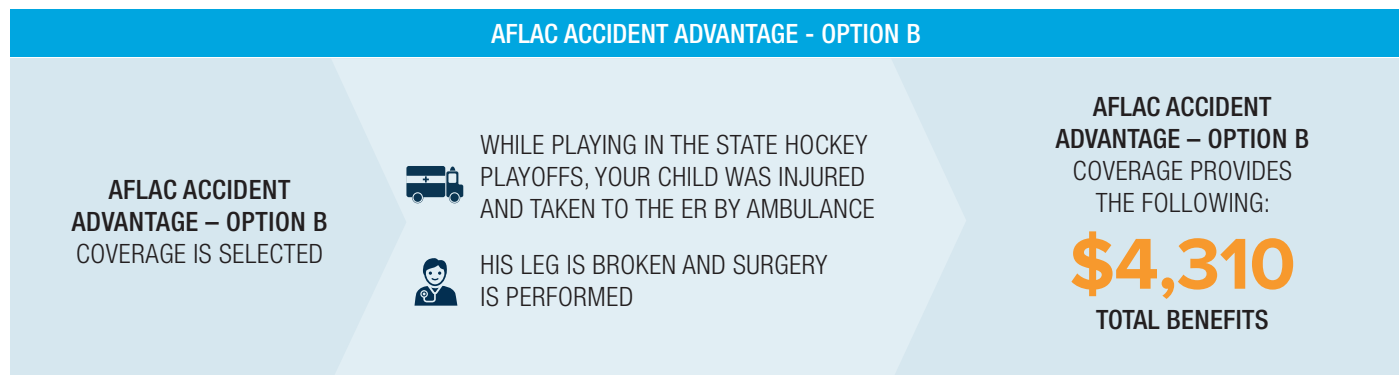 AFLAC ACCIDENT ADVANTAGE - OPTION B
AFLAC ACCIDENT
ADVANTAGE – OPTION B
COVERAGE IS SELECTED
WHILE PLAYING IN THE STATE HOCKEY
PLAYOFFS, YOUR CHILD WAS INJURED
AND TAKEN TO THE ER BY AMBULANCE
HIS LEG IS BROKEN AND SURGERY
IS PERFORMED
AFLAC ACCIDENT
ADVANTAGE – OPTION B
COVERAGE PROVIDES
THE FOLLOWING:
$4,310
TOTAL BENEFITS